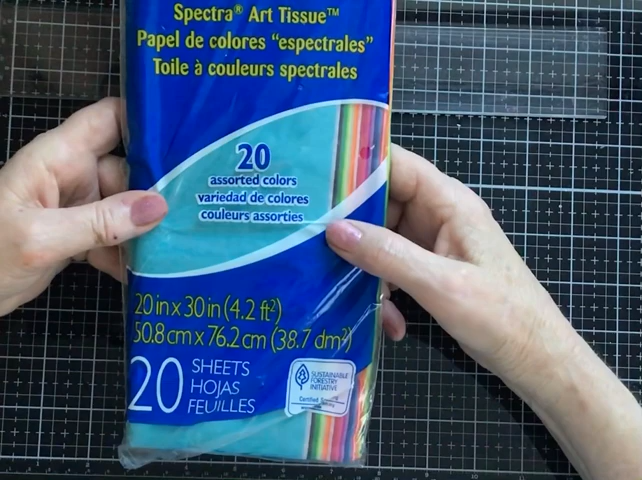 Spectra® Art Tissue™
Papel de colores "espectrales"
Toile à couleurs spectrales
20
assorted colors
variedad de colores
couleurs assorties
20 in x 30 in (4.2 ft²)
50.8 cm x 76.2 cm (38.7 dm²)
20 SHEETS
HOJAS
FEUILLES
SUSTAINABLE
FORESTRY
INITIATIVE
Certified